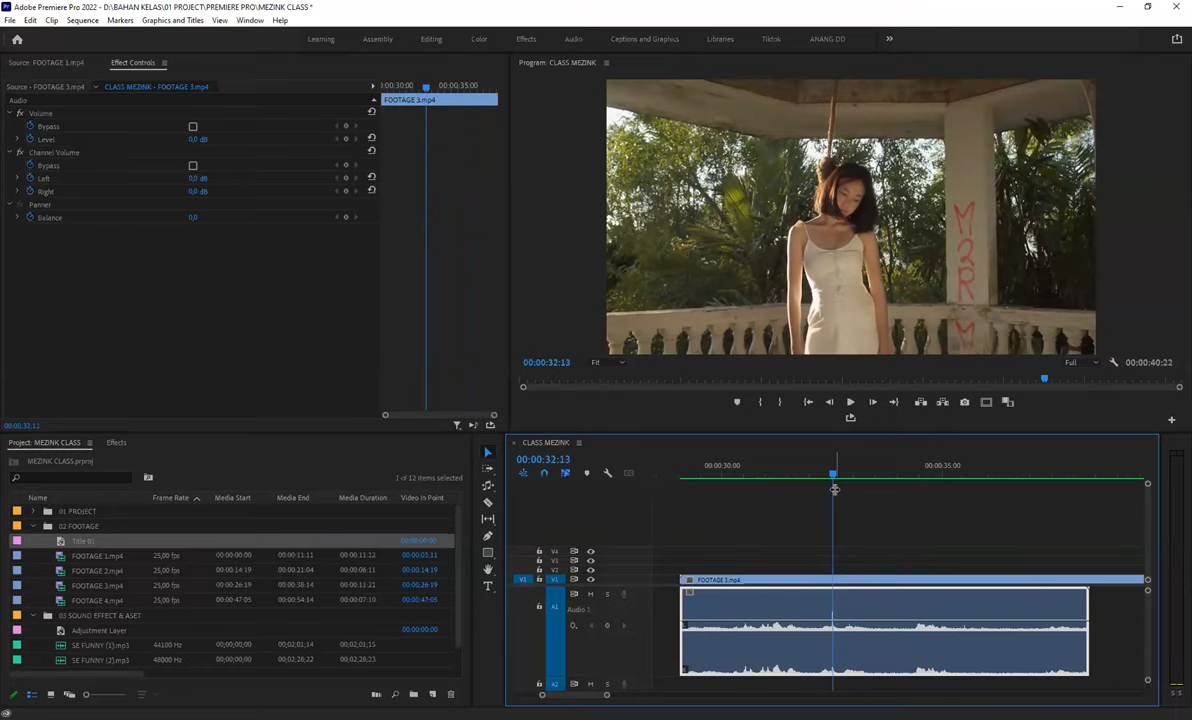 Adobe Premiere Pro 2022 - D:\BAHAN KELAS\01 PROJECT\PREMIERE PRO\MEZINK CLASS *
File Edit Clip Sequence Markers Graphics and Titles View Window Help
Learning Assembly Editing Color Effects Audio Captions and Graphics Libraries Tiktok ANANG DD
Source: FOOTAGE 1.mp4 Effect Controls
Program: CLASS MEZINK
Source - FOOTAGE 3.mp4 CLASS MEZINK - FOOTAGE 3.mp4
:00:30:00 00:00:35:00
Audio FOOTAGE 3.mp4
fx Volume
Bypass
Level 0,0 dB
fx Channel Volume
Bypass
Left 0,0 dB
Right 0,0 dB
Panner
Balance 0,0
M2RM
00:00:32:13 Fit Full 00:00:40:22
00:00:32:13
Project: MEZINK CLASS Effects
MEZINK CLASS.prproj
1 of 12 items selected
Name Frame Rate Media Start Media End Media Duration Video In Point
01 PROJECT
02 FOOTAGE
Title 01 00:00:00:00
FOOTAGE 1.mp4 25,00 fps 00:00:00:00 00:00:11:11 00:00:11:12 00:00:03:11
FOOTAGE 2.mp4 25,00 fps 00:00:14:19 00:00:21:04 00:00:06:11 00:00:14:19
FOOTAGE 3.mp4 25,00 fps 00:00:26:19 00:00:38:14 00:00:11:21 00:00:26:19
FOOTAGE 4.mp4 25,00 fps 00:00:47:05 00:00:54:14 00:00:07:10 00:00:47:05
03 SOUND EFFECT & ASET
Adjustment Layer 00:00:00:00
SE FUNNY (1).mp3 44100 Hz 00;00;00;00 00;02;01;14 00;02;01;15
SE FUNNY (2).mp3 48000 Hz 00;00;00;00 00;02;28;22 00;02;28;23
CLASS MEZINK
00:00:32:13
00:00:30:00 00:00:35:00
V4
V3
V2
V1 V1 FOOTAGE 3.mp4
A1 M S
Audio 1
A2 M S
S S